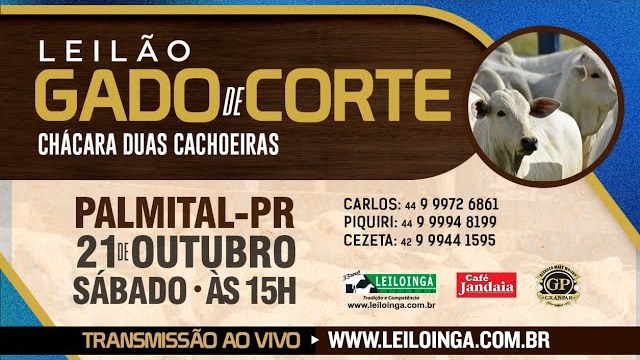 LEILÃO
GADO DE CORTE
CHÁCARA DUAS CACHOEIRAS
PALMITAL-PR
21 DE OUTUBRO
SÁBADO • ÀS 15H
CARLOS: 44 9 9972 6861
PIQUIRI: 44 9 9994 8199
CEZETA: 42 9 9944 1595
LEILOINGÁ
Tradição e Competência
www.leiloinga.com.br
Café
Jandaia
GP
GRANPAR
TRANSMISSÃO AO VIVO WWW.LEILOINGA.COM.BR